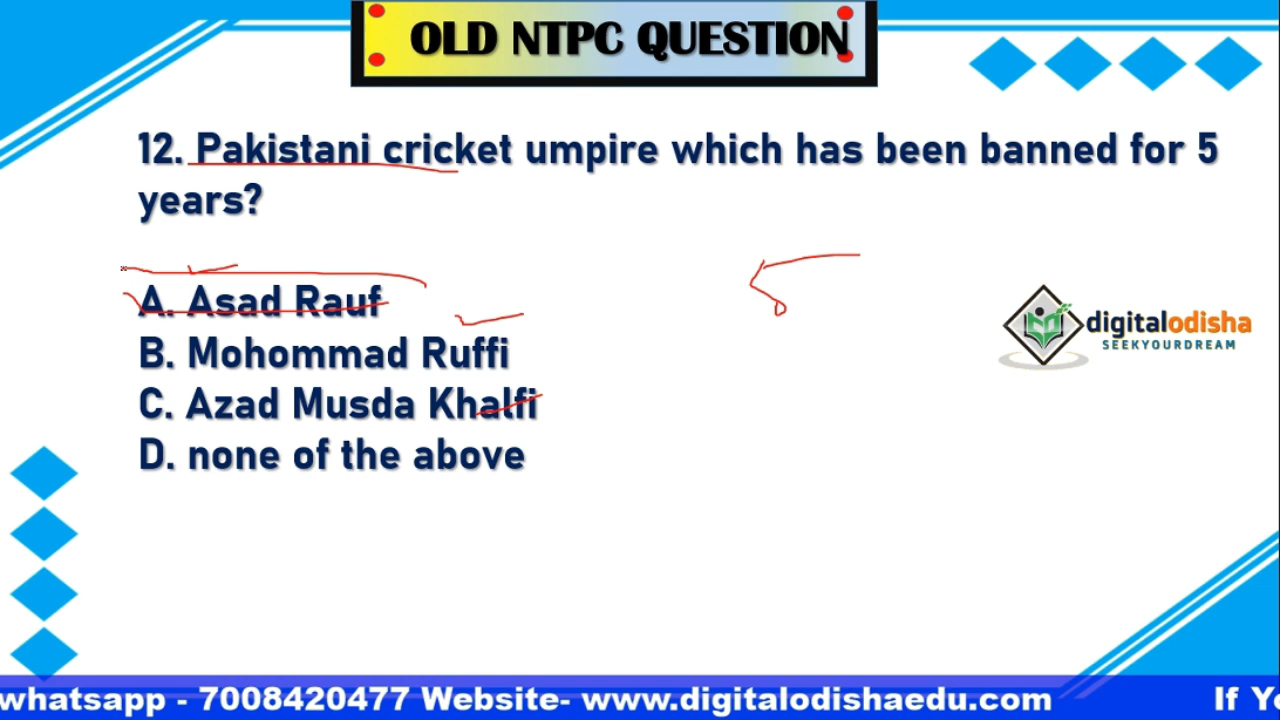 OLD NTPC QUESTION
12. Pakistani cricket umpire which has been banned for 5
years?
A. Asad Rauf
B. Mohommad Ruffi
C. Azad Musda Khalfi
D. none of the above
digitalodisha
SEEKYOURDREAM
whatsapp - 7008420477 Website- www.digitalodishaedu.com If Yo